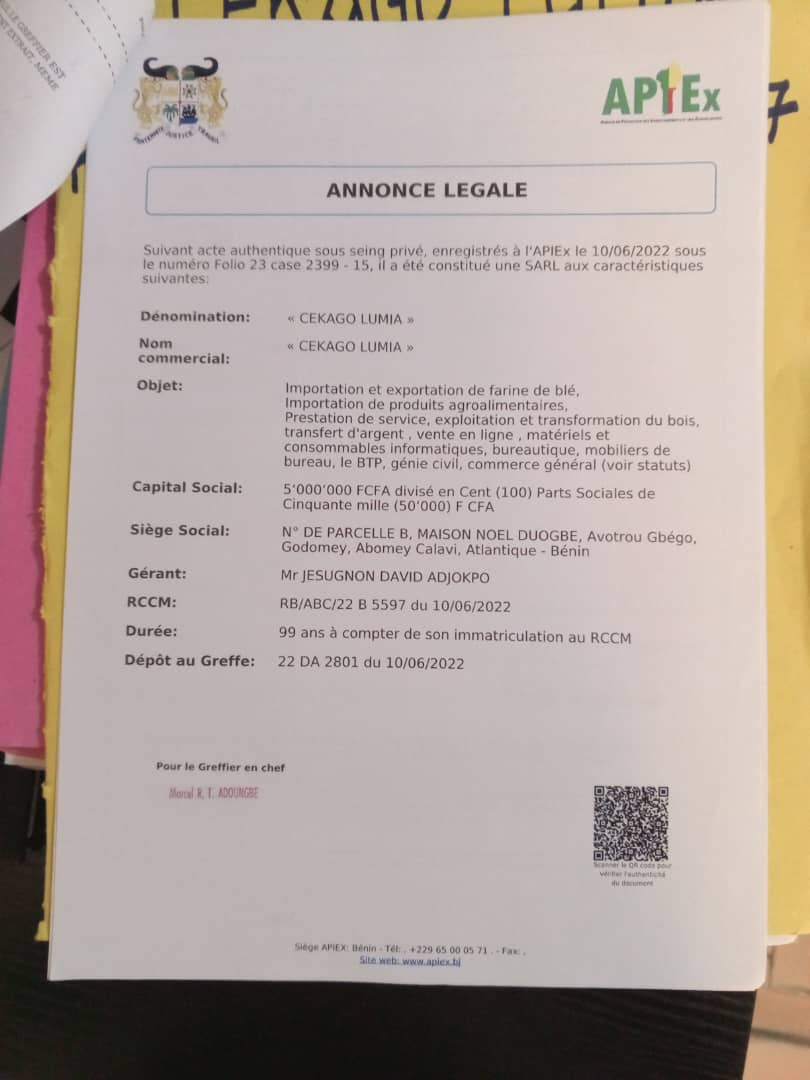 LE GREFFIER EST
EXTRAIT, MEME
CEKAGO
FRATERNITE JUSTICE TRAVAIL
APIEx
ANNONCE LEGALE
Suivant acte authentique sous seing privé, enregistrés à l'APIEx le 10/06/2022 sous
le numéro Folio 23 case 2399 - 15, il a été constitué une SARL aux caractéristiques
suivantes:
Dénomination: « CEKAGO LUMIA »
Nom
commercial: « CEKAGO LUMIA »
Objet: Importation et exportation de farine de blé,
Importation de produits agroalimentaires,
Prestation de service, exploitation et transformation du bois,
transfert d'argent , vente en ligne , matériels et
consommables informatiques, bureautique, mobiliers de
bureau, le BTP, génie civil, commerce général (voir statuts)
Capital Social: 5'000'000 FCFA divisé en Cent (100) Parts Sociales de
Cinquante mille (50'000) F CFA
Siège Social: N° DE PARCELLE B, MAISON NOEL DUOGBE, Avotrou Gbégo,
Godomey, Abomey Calavi, Atlantique - Bénin
Gérant: Mr JESUGNON DAVID ADJOKPO
RCCM: RB/ABC/22 B 5597 du 10/06/2022
Durée: 99 ans à compter de son immatriculation au RCCM
Dépôt au Greffe: 22 DA 2801 du 10/06/2022
Pour le Greffier en chef
Marcel R. T. ADOUNGBE
Scanner le QR code pour
vérifier l'authenticité
du document
Siège APIEX: Bénin - Tél: . +229 65 00 05 71 . - Fax: .
Site web: www.apiex.bj
7